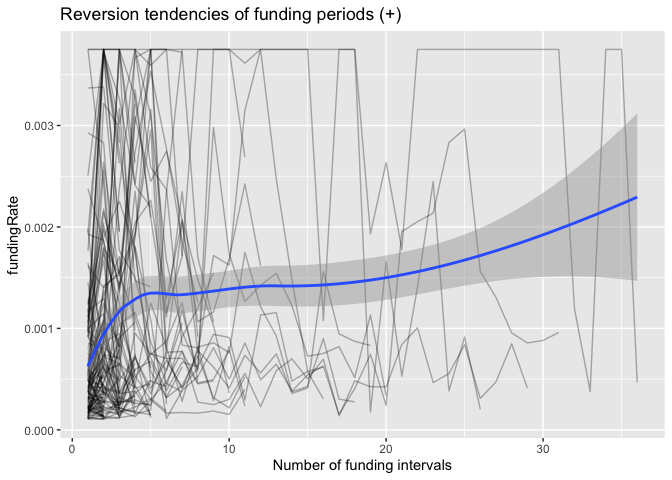 Reversion tendencies of funding periods (+)
fundingRate
0.003
0.002
0.001
0.000
0
10
20
30
Number of funding intervals